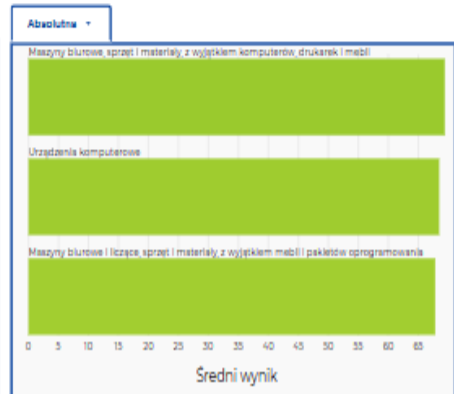 Absolutna
Maszyny biurowe, sprzęt i materiały, z wyjątkiem komputerów, drukarek i mebli
Urządzenia komputerowe
Maszyny biurowe i liczące, sprzęt i materiały, z wyjątkiem mebli i pakietów oprogramowania
0 5 10 15 20 25 30 35 40 45 50 55 60 65
Średni wynik